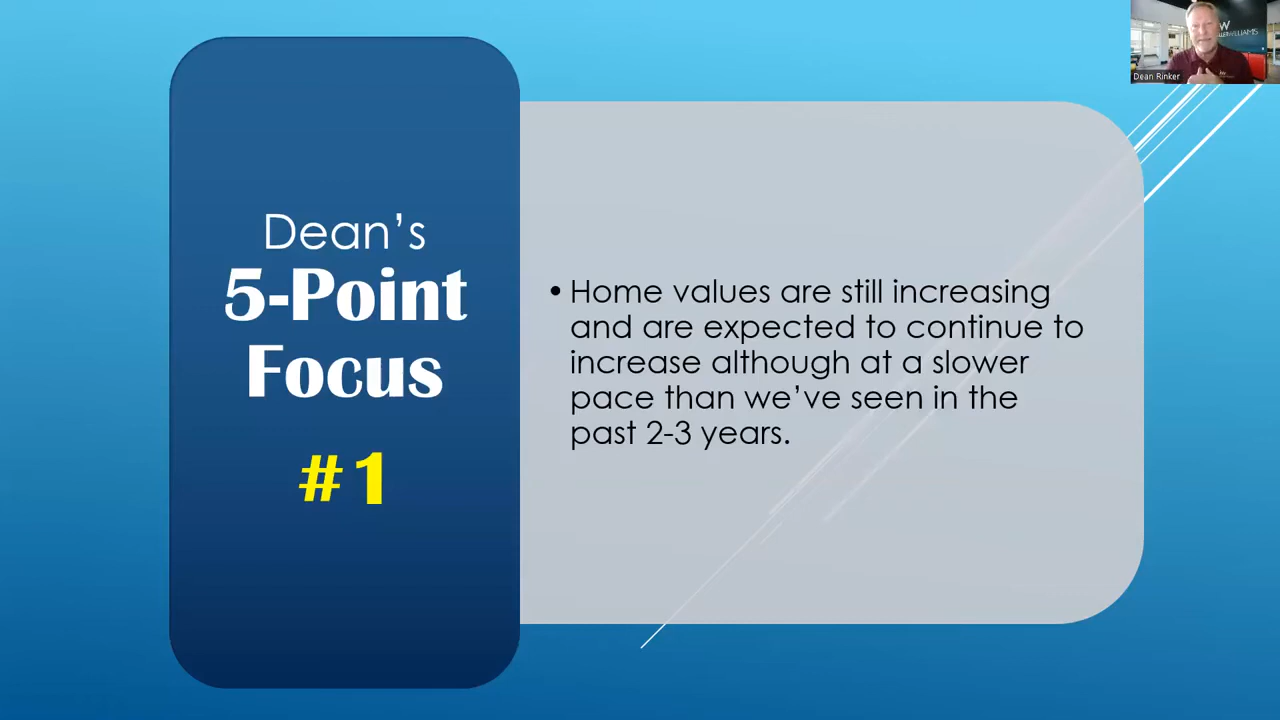 Dean's
5-Point
Focus
#1
• Home values are still increasing
and are expected to continue to
increase although at a slower
pace than we've seen in the
past 2-3 years.
Dean Rinker